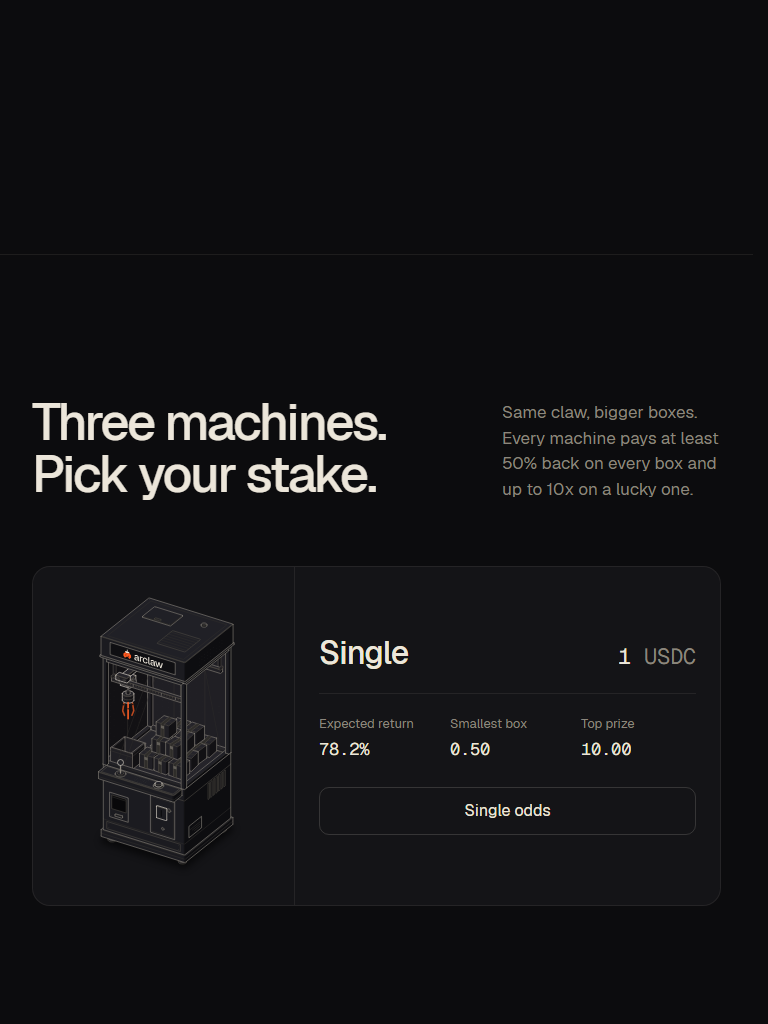 Three machines.
Pick your stake.
Same claw, bigger boxes.
Every machine pays at least
50% back on every box and
up to 10x on a lucky one.
arclaw
Single
1 USDC
Expected return
Smallest box
Top prize
78.2%
0.50
10.00
Single odds